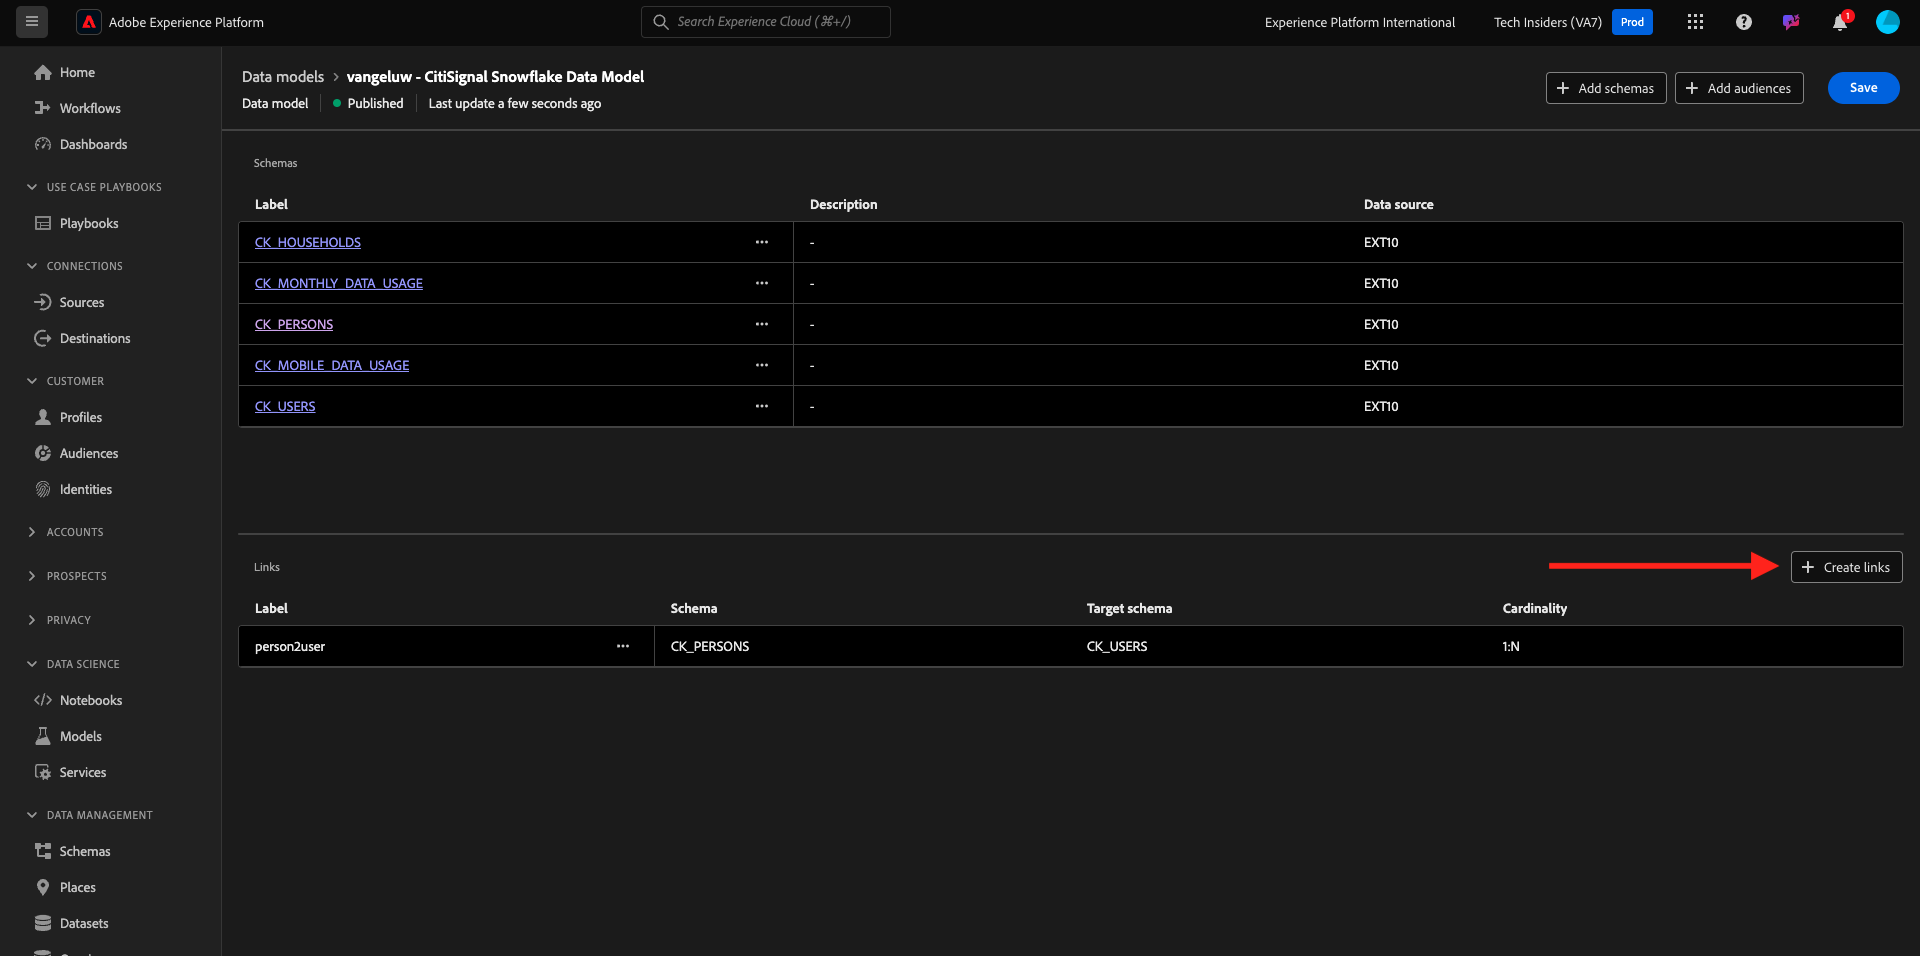 Adobe Experience Platform
Search Experience Cloud (⌘+/)
Experience Platform International
Tech Insiders (VA7)
Prod
1
Home
Workflows
Dashboards
USE CASE PLAYBOOKS
Playbooks
CONNECTIONS
Sources
Destinations
CUSTOMER
Profiles
Audiences
Identities
ACCOUNTS
PROSPECTS
PRIVACY
DATA SCIENCE
Notebooks
Models
Services
DATA MANAGEMENT
Schemas
Places
Datasets
Data models > vangeluw - CitiSignal Snowflake Data Model
Data model Published Last update a few seconds ago
+ Add schemas
+ Add audiences
Save
Schemas
Label Description Data source
CK_HOUSEHOLDS ... - EXT10
CK_MONTHLY_DATA_USAGE ... - EXT10
CK_PERSONS ... - EXT10
CK_MOBILE_DATA_USAGE ... - EXT10
CK_USERS ... - EXT10
Links
+ Create links
Label Schema Target schema Cardinality
person2user ... CK_PERSONS CK_USERS 1:N